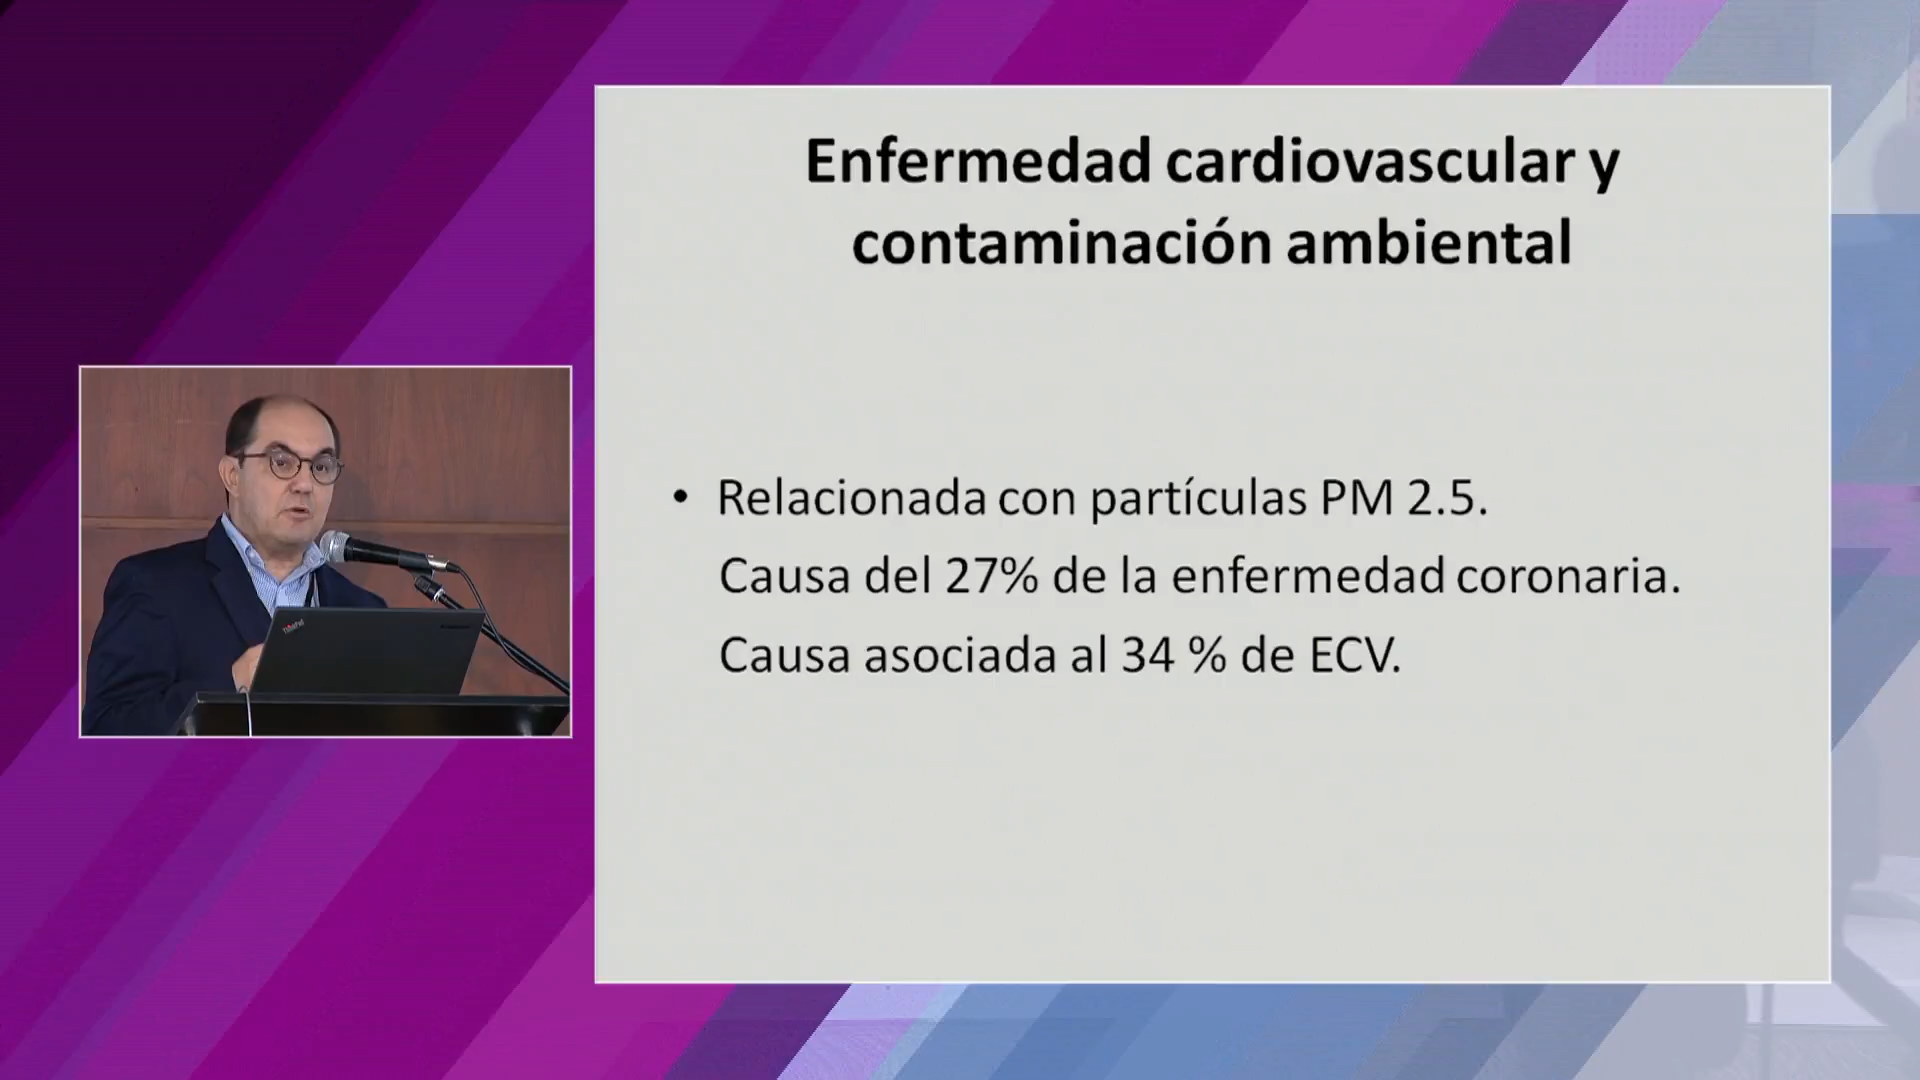 Enfermedad cardiovascular y
contaminación ambiental
• Relacionada con partículas PM 2.5.
Causa del 27% de la enfermedad coronaria.
Causa asociada al 34 % de ECV.